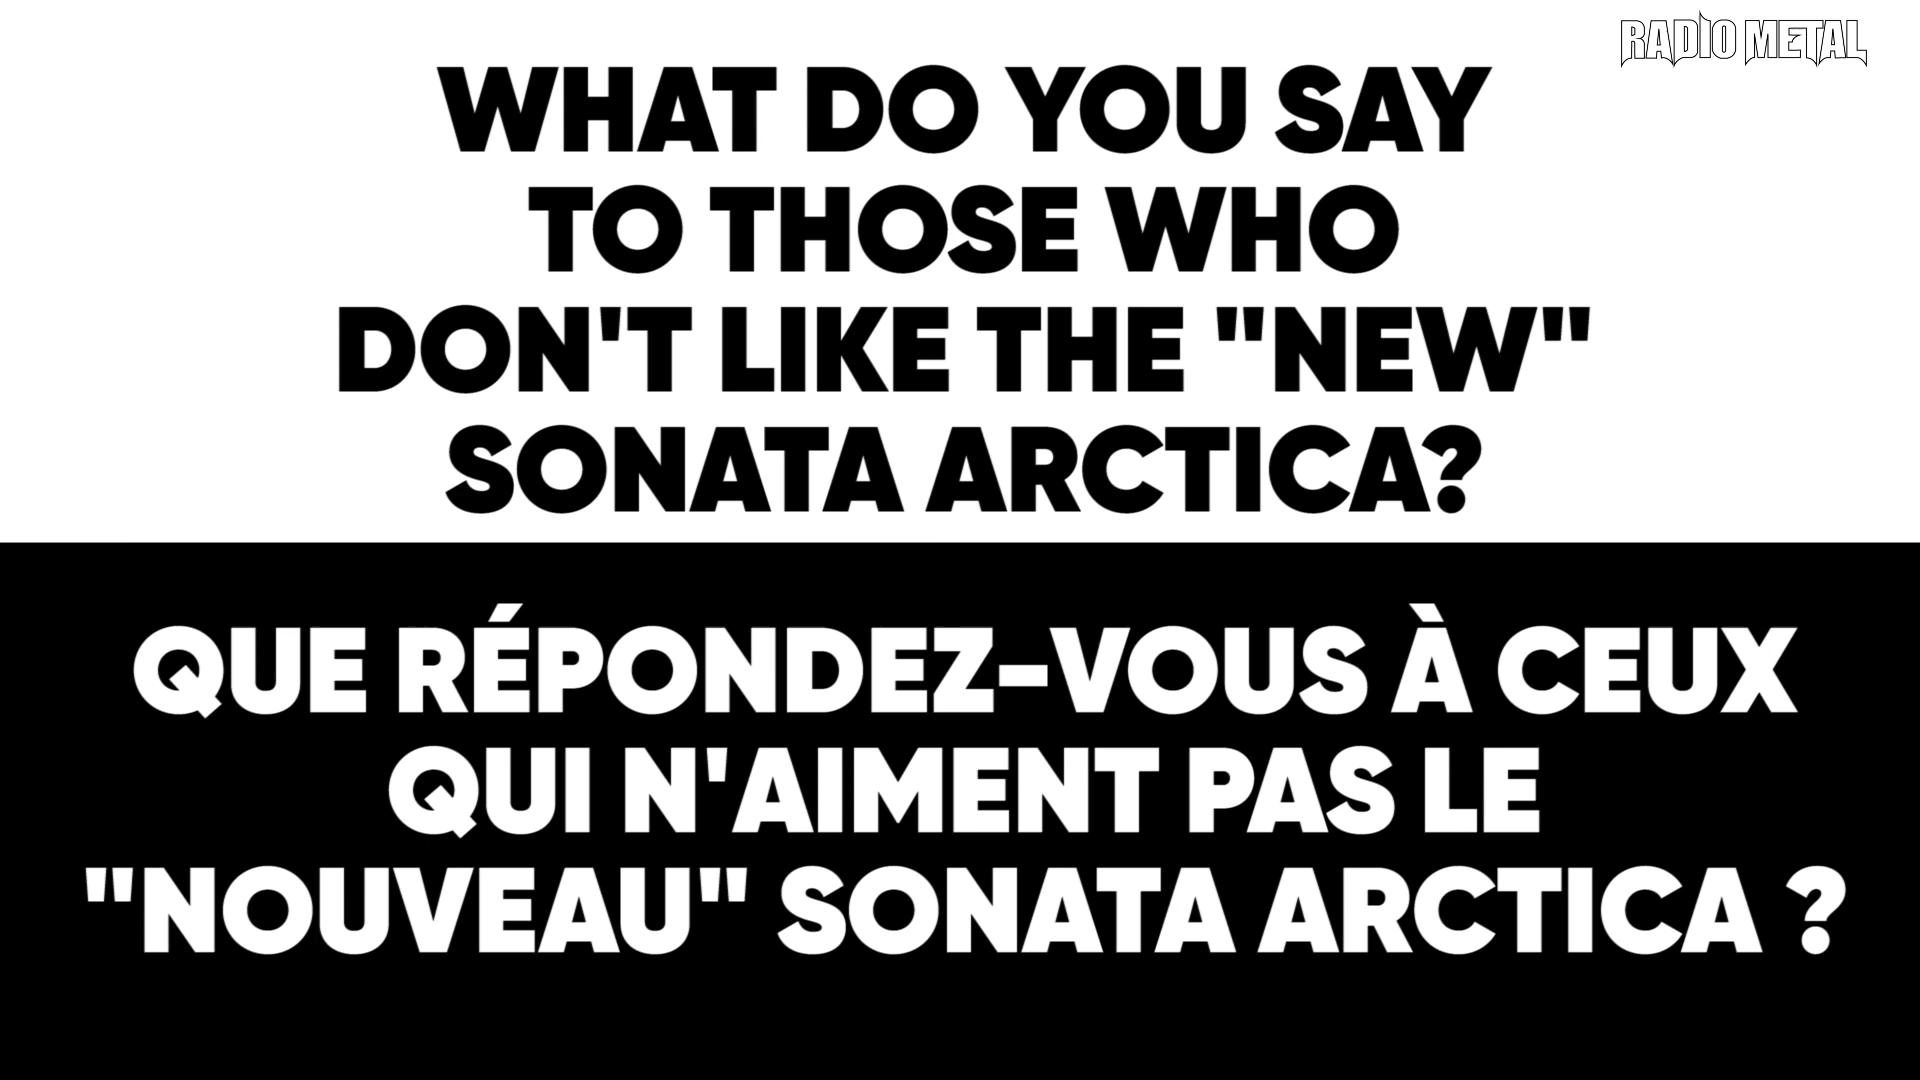 RADIO METAL
WHAT DO YOU SAY
TO THOSE WHO
DON'T LIKE THE "NEW"
SONATA ARCTICA?
QUE RÉPONDEZ-VOUS À CEUX
QUI N'AIMENT PAS LE
"NOUVEAU" SONATA ARCTICA ?